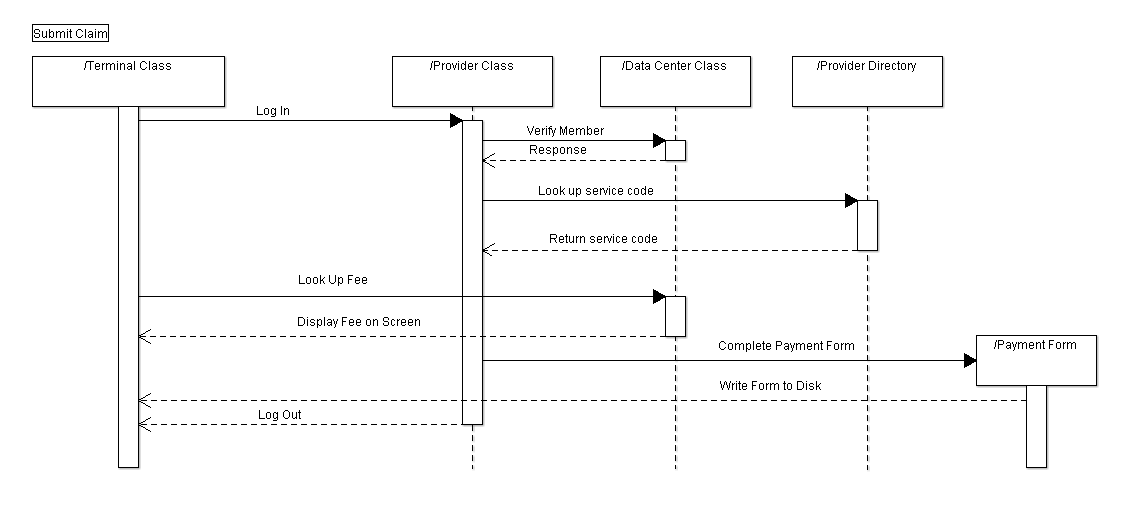 Submit Claim
/Terminal Class
/Provider Class
/Data Center Class
/Provider Directory
Log In
Verify Member
Response
Look up service code
Return service code
Look Up Fee
Display Fee on Screen
/Payment Form
Complete Payment Form
Write Form to Disk
Log Out